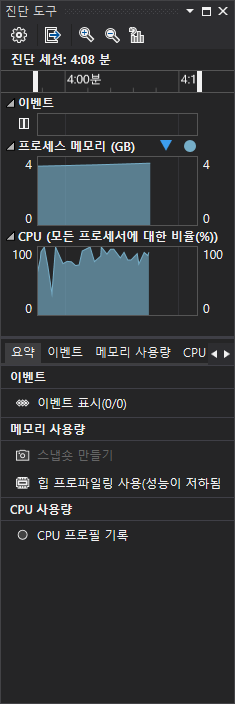 진단 도구
진단 세션: 4:08 분
4:00분 4:1
이벤트
프로세스 메모리 (GB)
4 4
0 0
CPU (모든 프로세서에 대한 비율(%))
100 100
0 0
요약 이벤트 메모리 사용량 CPU
이벤트
이벤트 표시(0/0)
메모리 사용량
스냅숏 만들기
힙 프로파일링 사용(성능이 저하됨
CPU 사용량
CPU 프로필 기록